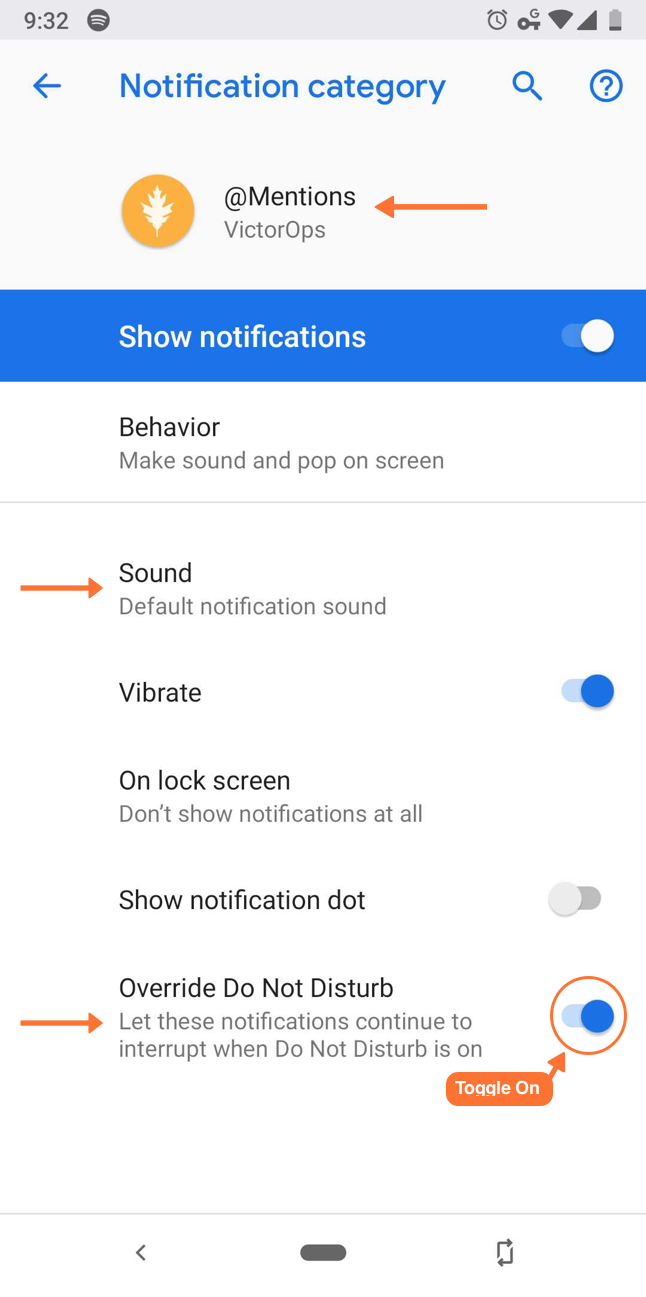 9:32
G
Notification category
@Mentions
VictorOps
Show notifications
Behavior
Make sound and pop on screen
Sound
Default notification sound
Vibrate
On lock screen
Don’t show notifications at all
Show notification dot
Override Do Not Disturb
Let these notifications continue to
interrupt when Do Not Disturb is on
Toggle On